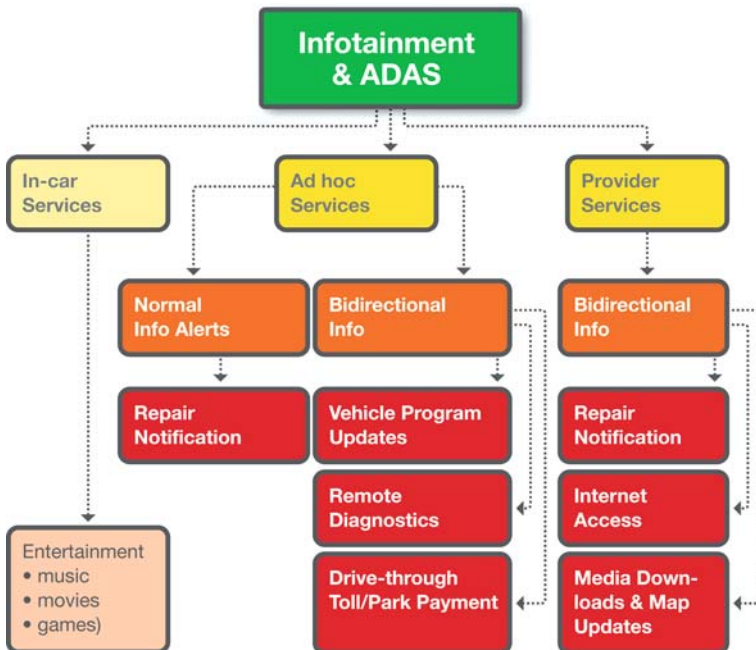 Infotainment
& ADAS
In-car
Services
Ad hoc
Services
Provider
Services
Normal
Info Alerts
Bidirectional
Info
Bidirectional
Info
Repair
Notification
Vehicle Program
Updates
Repair
Notification
Remote
Diagnostics
Internet
Access
Entertainment
• music
• movies
• games)
Drive-through
Toll/Park Payment
Media Down-
loads & Map
Updates